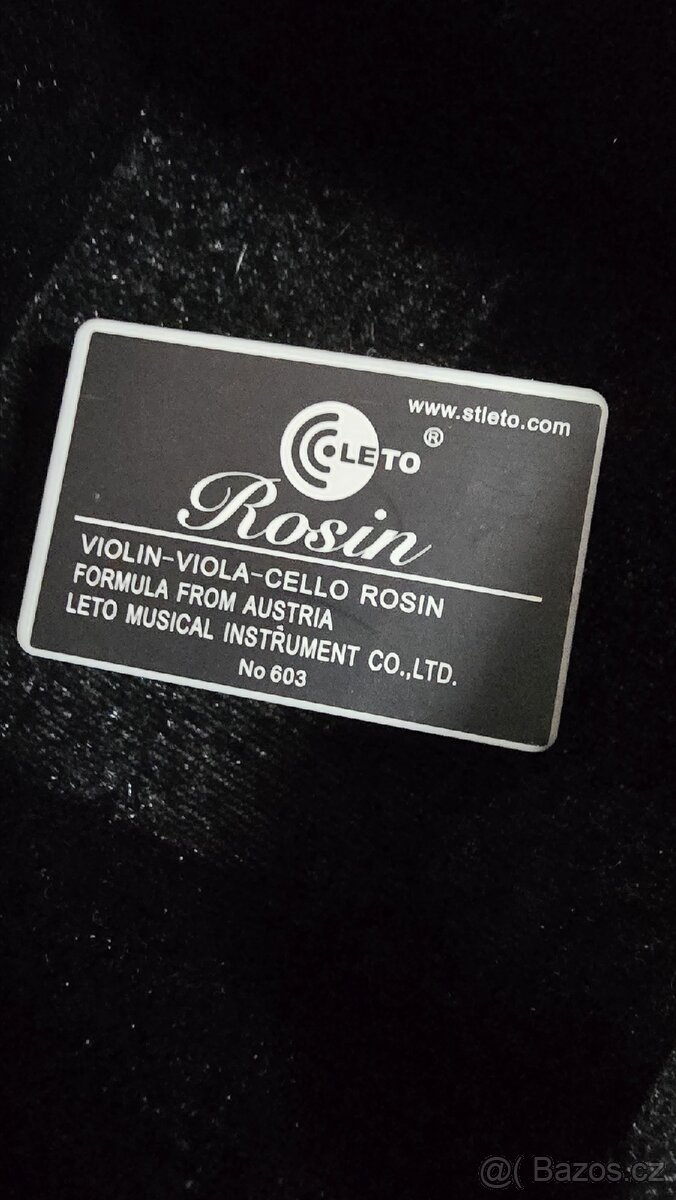 www.stleto.com
LETO ®
Rosin
VIOLIN-VIOLA-CELLO ROSIN
FORMULA FROM AUSTRIA
LETO MUSICAL INSTRUMENT CO.,LTD.
No 603
@( Bazos.cz